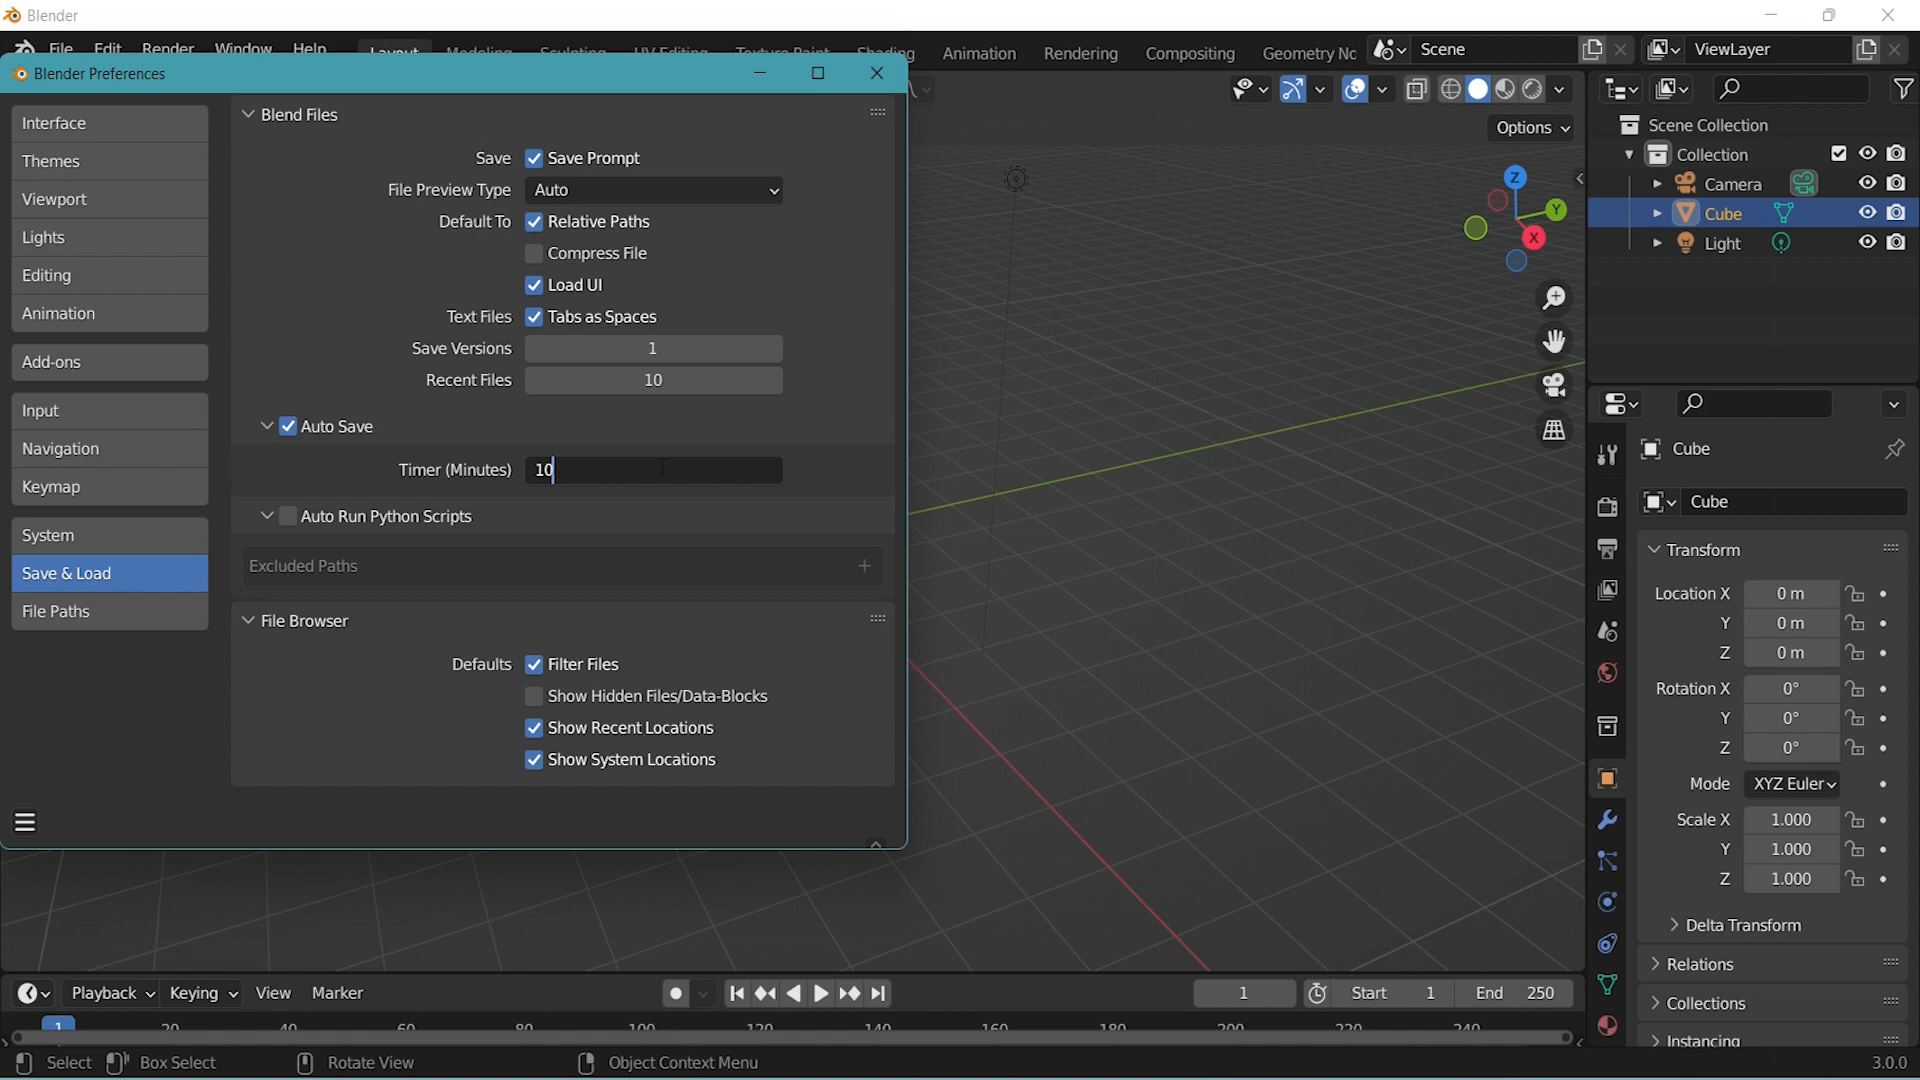 Blender
File Edit Render Window Help Layout Modeling Sculpting UV Editing Texture Paint Shading Animation Rendering Compositing Geometry No Scene ViewLayer
Blender Preferences
Options
Interface
Themes
Viewport
Lights
Editing
Animation
Add-ons
Input
Navigation
Keymap
System
Save & Load
File Paths
Blend Files
Save Save Prompt
File Preview Type Auto
Default To Relative Paths
Compress File
Load UI
Text Files Tabs as Spaces
Save Versions 1
Recent Files 10
Auto Save
Timer (Minutes) 10
Auto Run Python Scripts
Excluded Paths
File Browser
Defaults Filter Files
Show Hidden Files/Data-Blocks
Show Recent Locations
Show System Locations
Z
Y
X
Scene Collection
Collection
Camera
Cube
Light
Cube
Cube
Transform
Location X 0 m
Y 0 m
Z 0 m
Rotation X 0°
Y 0°
Z 0°
Mode XYZ Euler
Scale X 1.000
Y 1.000
Z 1.000
Delta Transform
Relations
Collections
Instancing
Playback Keying View Marker 1 Start 1 End 250
1 20 40 60 80 100 120 140 160 180 200 220 240
Select Box Select Rotate View Object Context Menu 3.0.0